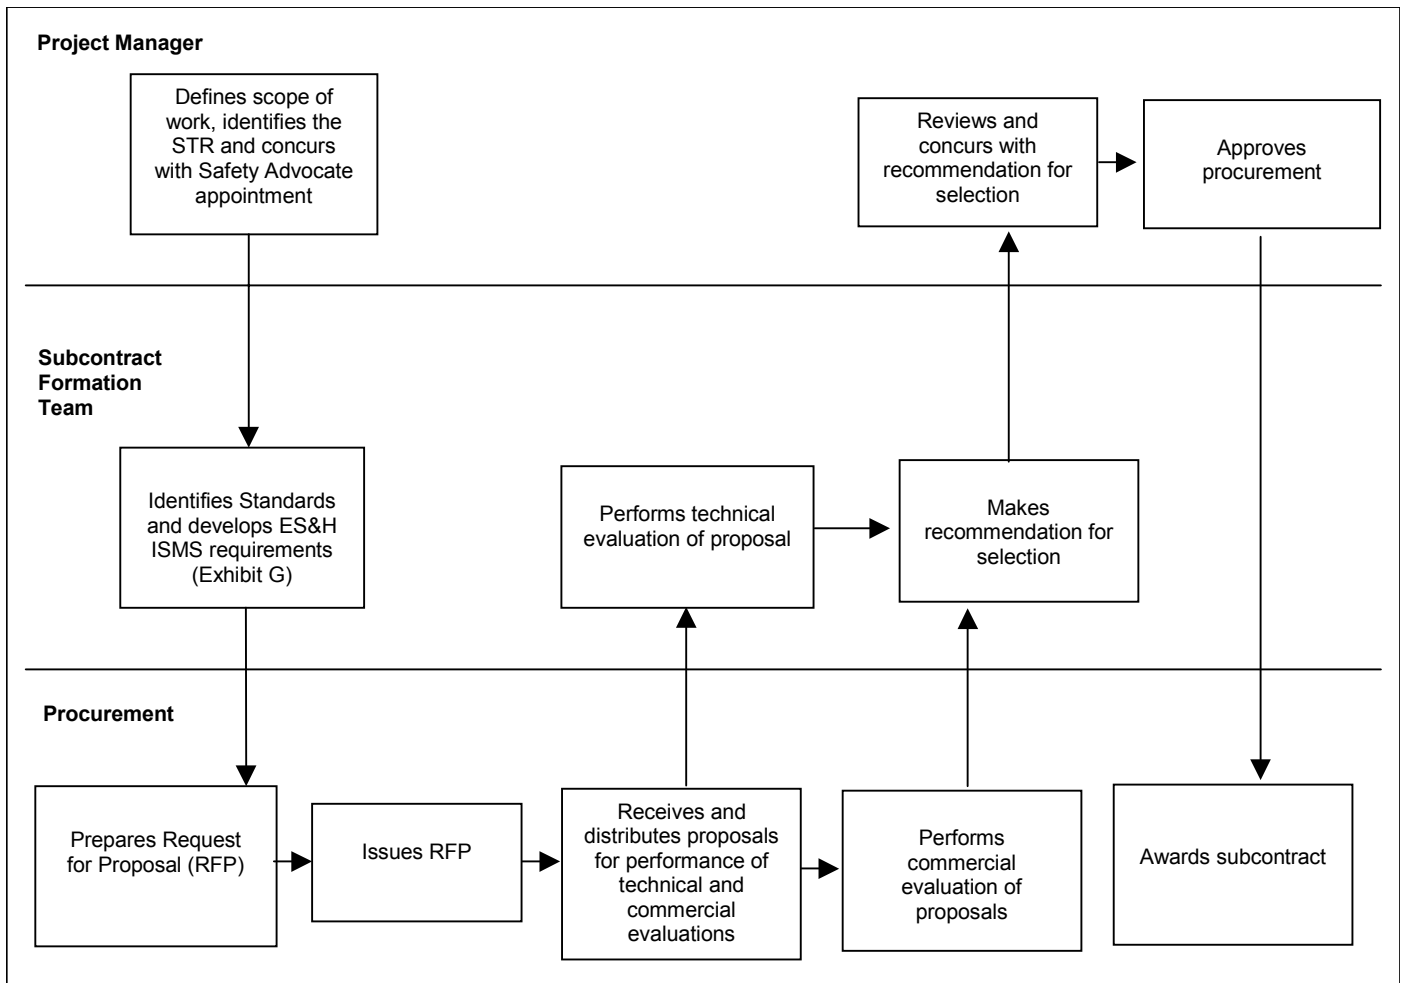 Project Manager
Defines scope of
work, identifies the
STR and concurs
with Safety Advocate
appointment
Reviews and
concurs with
recommendation for
selection
Approves
procurement
Subcontract
Formation
Team
Identifies Standards
and develops ES&H
ISMS requirements
(Exhibit G)
Performs technical
evaluation of proposal
Makes
recommendation for
selection
Procurement
Prepares Request
for Proposal (RFP)
Issues RFP
Receives and
distributes proposals
for performance of
technical and
commercial
evaluations
Performs
commercial
evaluation of
proposals
Awards subcontract